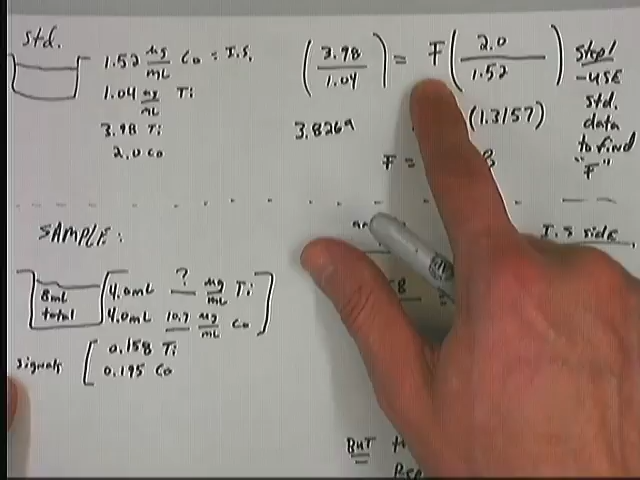 Std.
1.52 mg/mL Co = I.S.
1.04 mg/mL Ti
3.98 Ti
2.0 Co
(3.98/1.04) = F(2.0/1.52)
3.8269
(1.3157)
F =
Step 1
- USE
std.
data
to find
"F"
SAMPLE:
8mL
total
4.0mL ? mg/mL Ti
4.0mL 10.7 mg/mL Co
signals
0.158 Ti
0.195 Co
I.S side
BUT